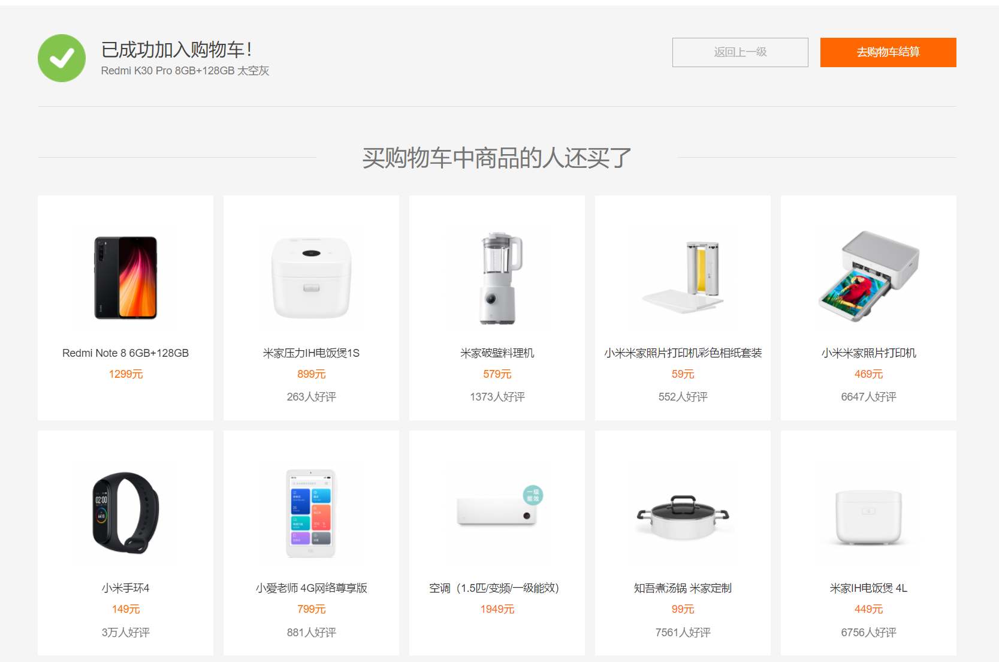 已成功加入购物车！
Redmi K30 Pro 8GB+128GB 太空灰
返回上一级
去购物车结算
买购物车中商品的人还买了
Redmi Note 8 6GB+128GB
1299元
米家压力IH电饭煲1S
899元
263人好评
米家破壁料理机
579元
1373人好评
小米米家照片打印机彩色相纸套装
59元
552人好评
小米米家照片打印机
469元
6647人好评
02:00
一级
能效
小米手环4
149元
3万人好评
小爱老师 4G网络尊享版
799元
881人好评
空调（1.5匹/变频/一级能效）
1949元
知吾煮汤锅 米家定制
99元
7561人好评
米家IH电饭煲 4L
449元
6756人好评